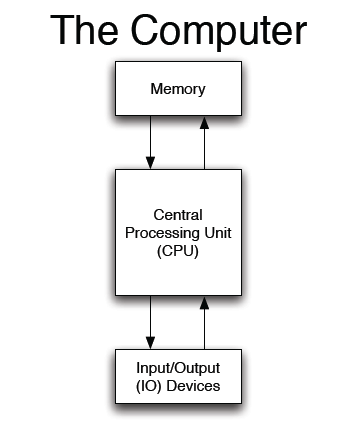 The Computer
Memory
Central
Processing Unit
(CPU)
Input/Output
(IO) Devices